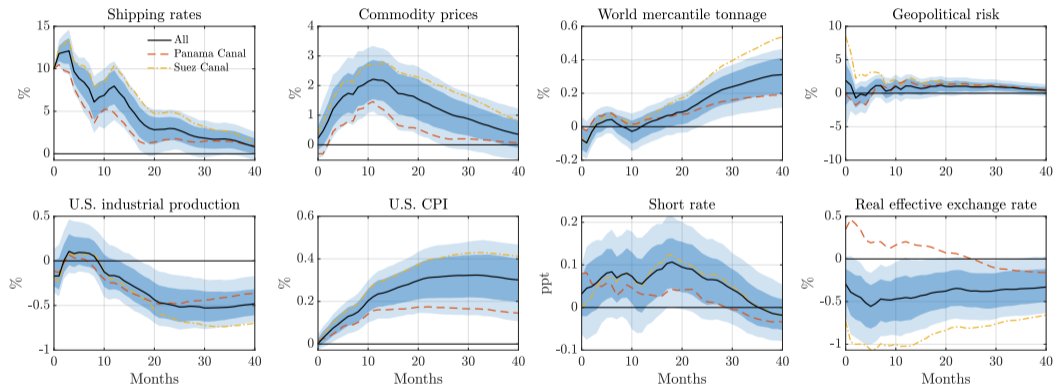 Shipping rates
%
15
10
5
0
0 10 20 30 40
All
Panama Canal
Suez Canal
Commodity prices
%
4
3
2
1
0
0 10 20 30 40
World mercantile tonnage
%
0.6
0.4
0.2
0
-0.2
0 10 20 30 40
Geopolitical risk
%
10
5
0
-5
-10
0 10 20 30 40
U.S. industrial production
%
0.5
0
-0.5
-1
0 10 20 30 40
Months
U.S. CPI
%
0.6
0.4
0.2
0
0 10 20 30 40
Months
Short rate
ppt
0.2
0.1
0
-0.1
0 10 20 30 40
Months
Real effective exchange rate
%
0.5
0
-0.5
-1
0 10 20 30 40
Months